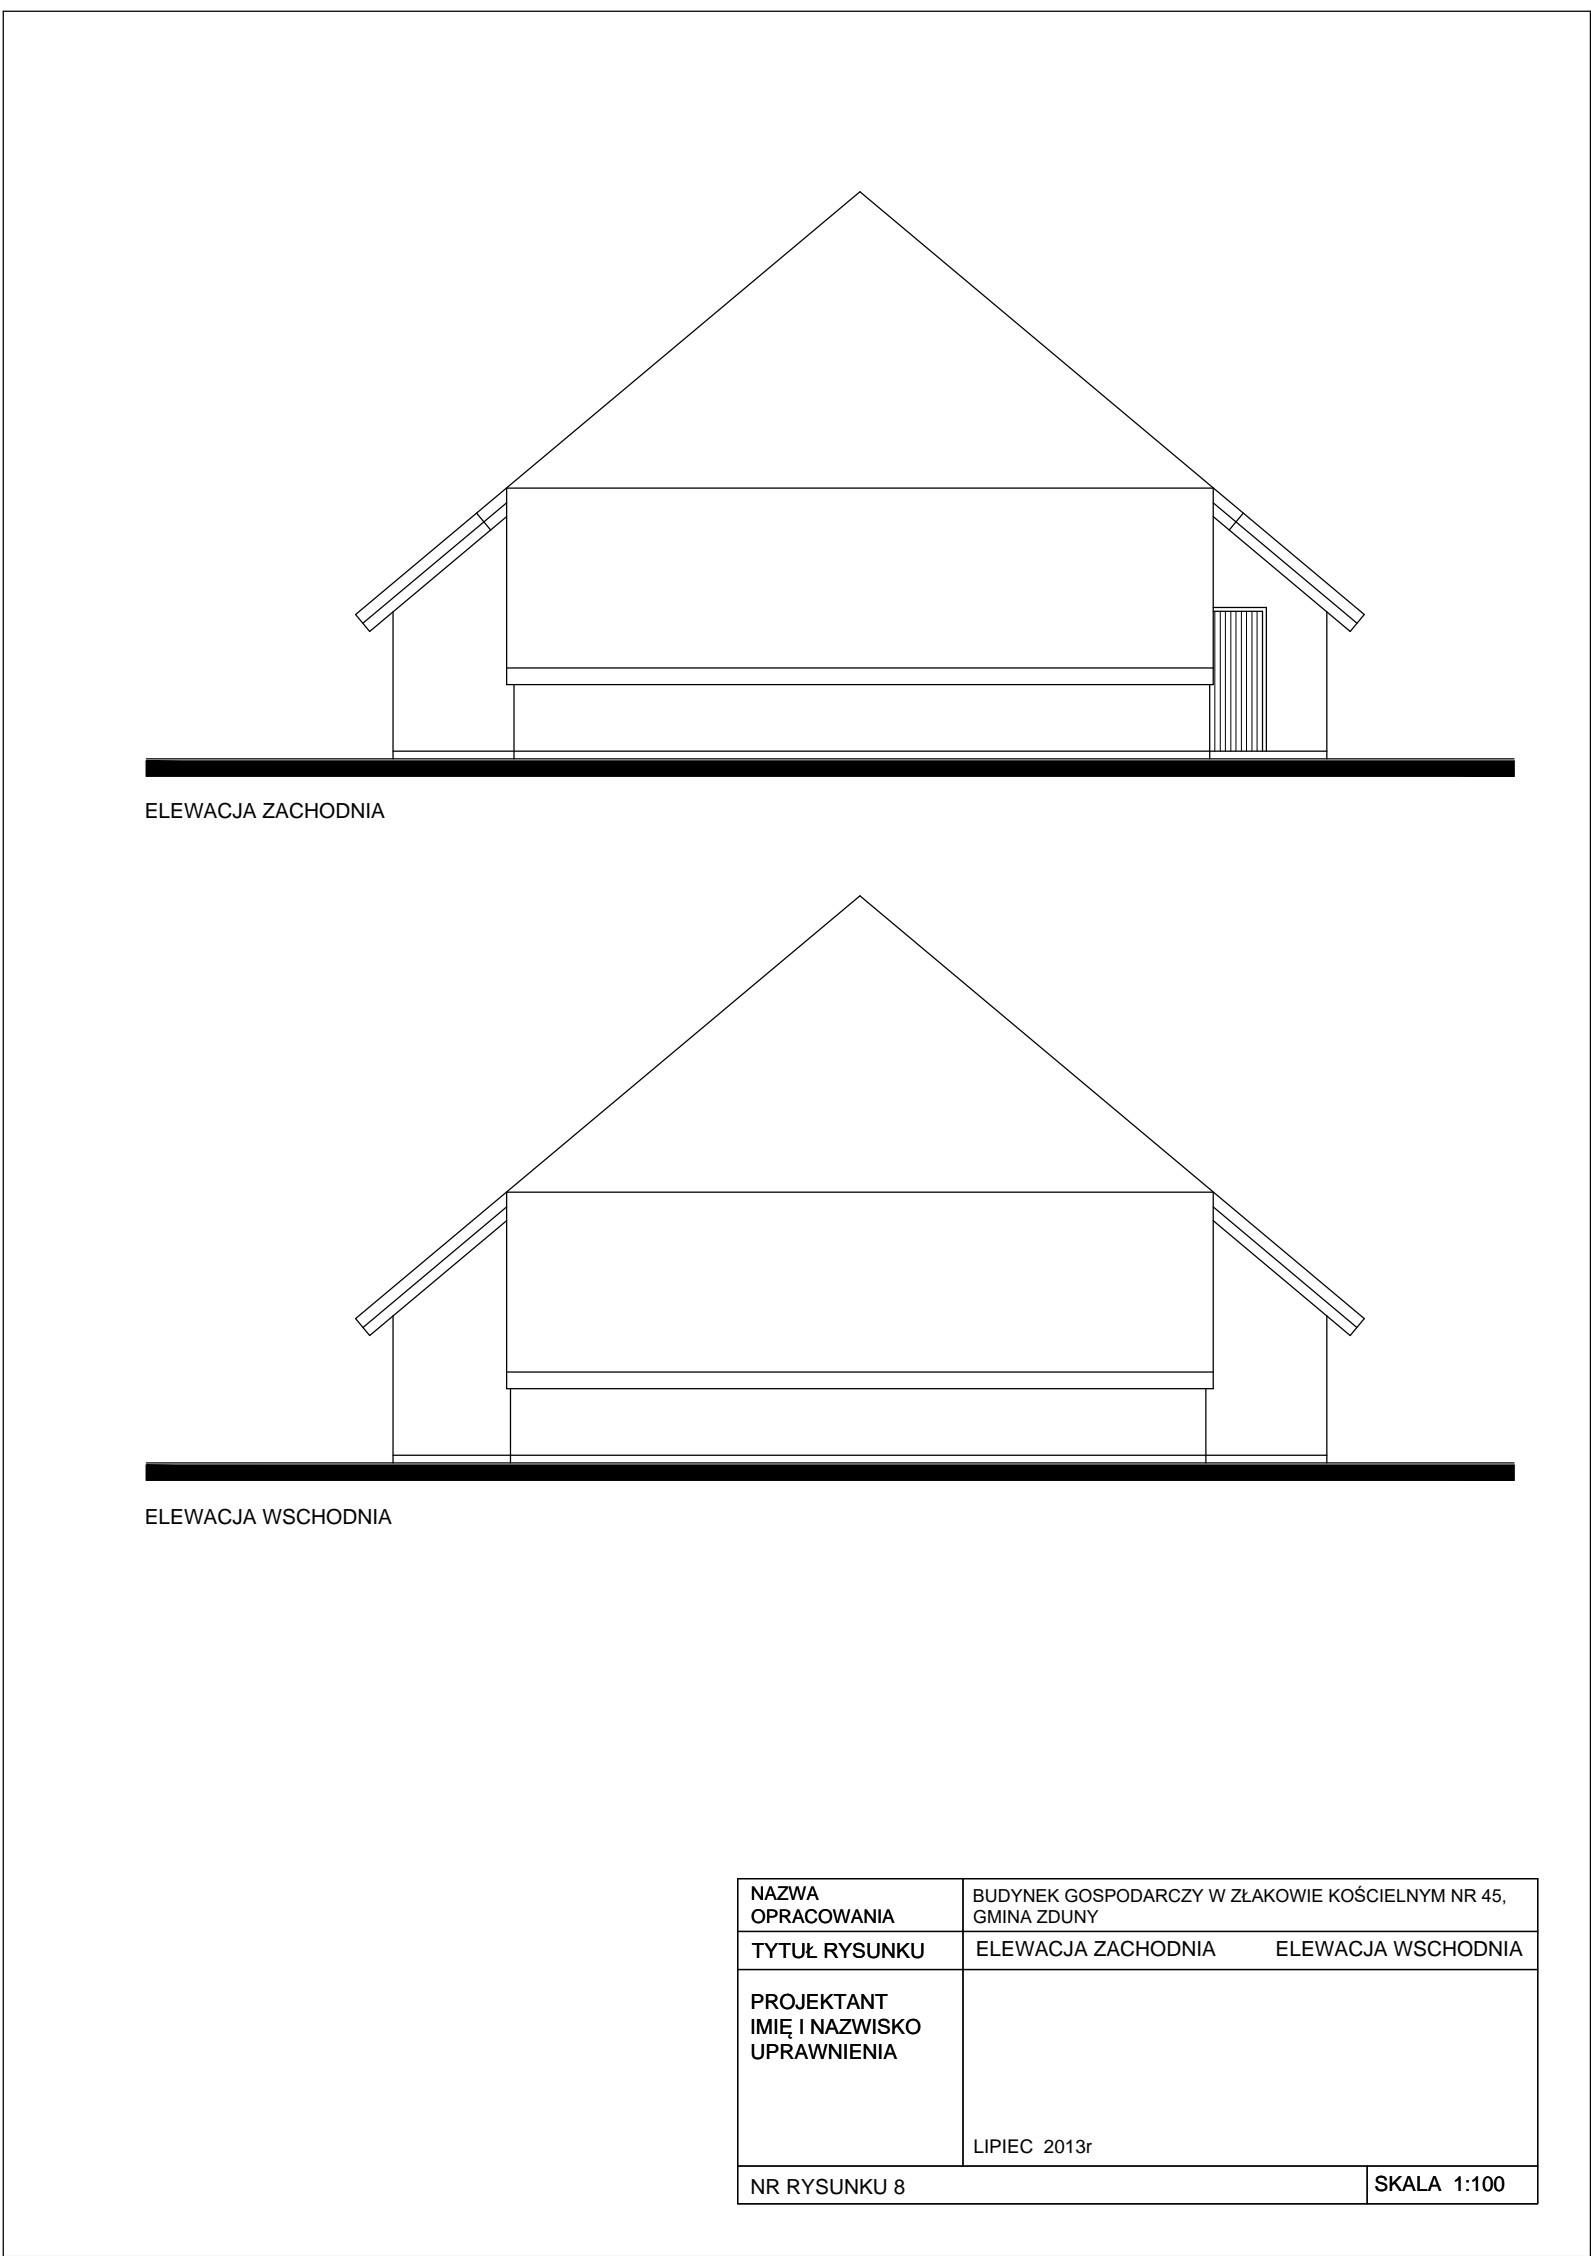 ELEWACJA ZACHODNIA
ELEWACJA WSCHODNIA
NAZWA
OPRACOWANIA
BUDYNEK GOSPODARCZY W ZŁAKOWIE KOŚCIELNYM NR 45,
GMINA ZDUNY
TYTUŁ RYSUNKU
ELEWACJA ZACHODNIA ELEWACJA WSCHODNIA
PROJEKTANT
IMIĘ I NAZWISKO
UPRAWNIENIA
LIPIEC 2013r
NR RYSUNKU 8
SKALA 1:100